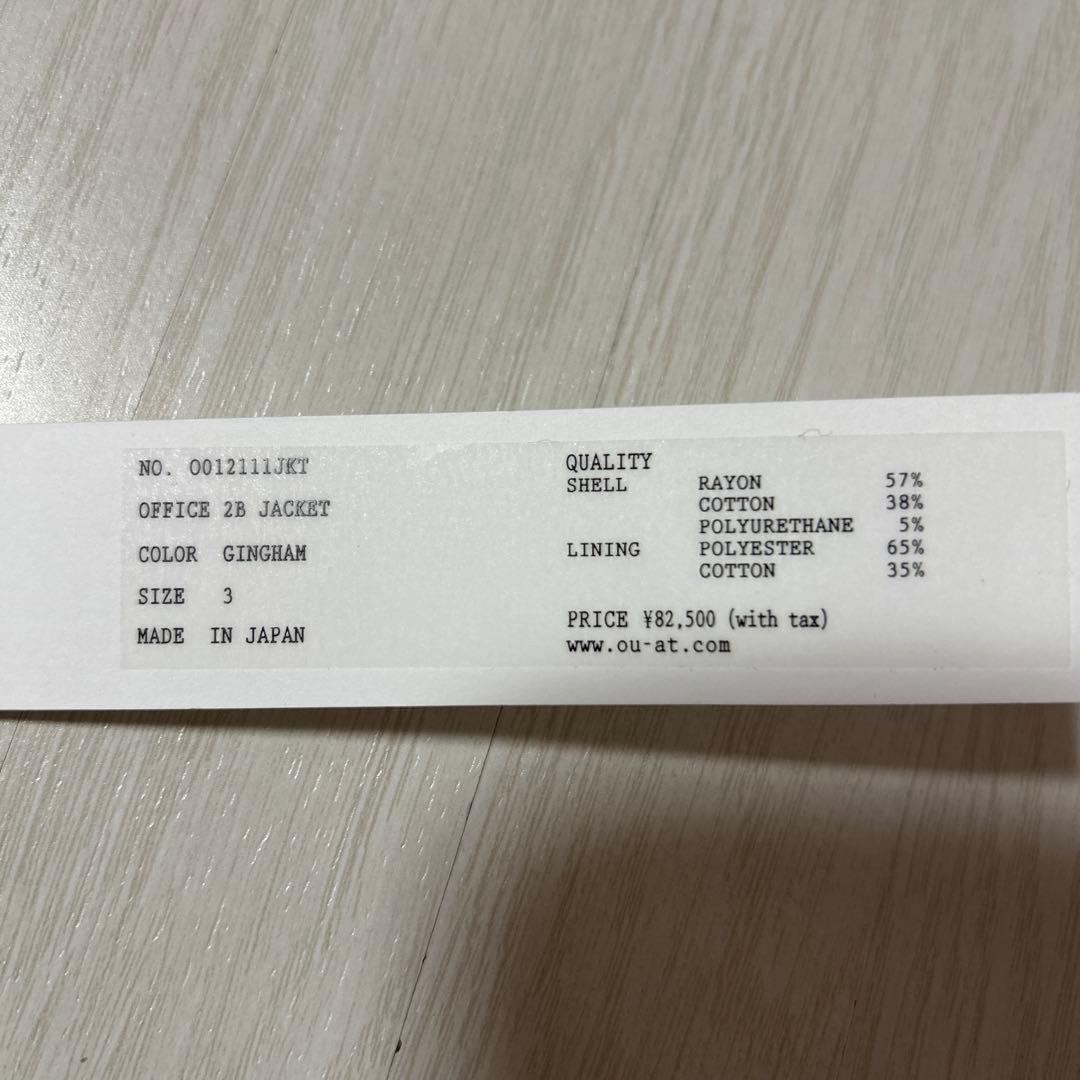 NO. O012111JKT
OFFICE 2B JACKET
COLOR GINGHAM
SIZE 3
MADE IN JAPAN
QUALITY
SHELL RAYON 57%
COTTON 38%
POLYURETHANE 5%
LINING POLYESTER 65%
COTTON 35%
PRICE ¥82,500 (with tax)
www.ou-at.com